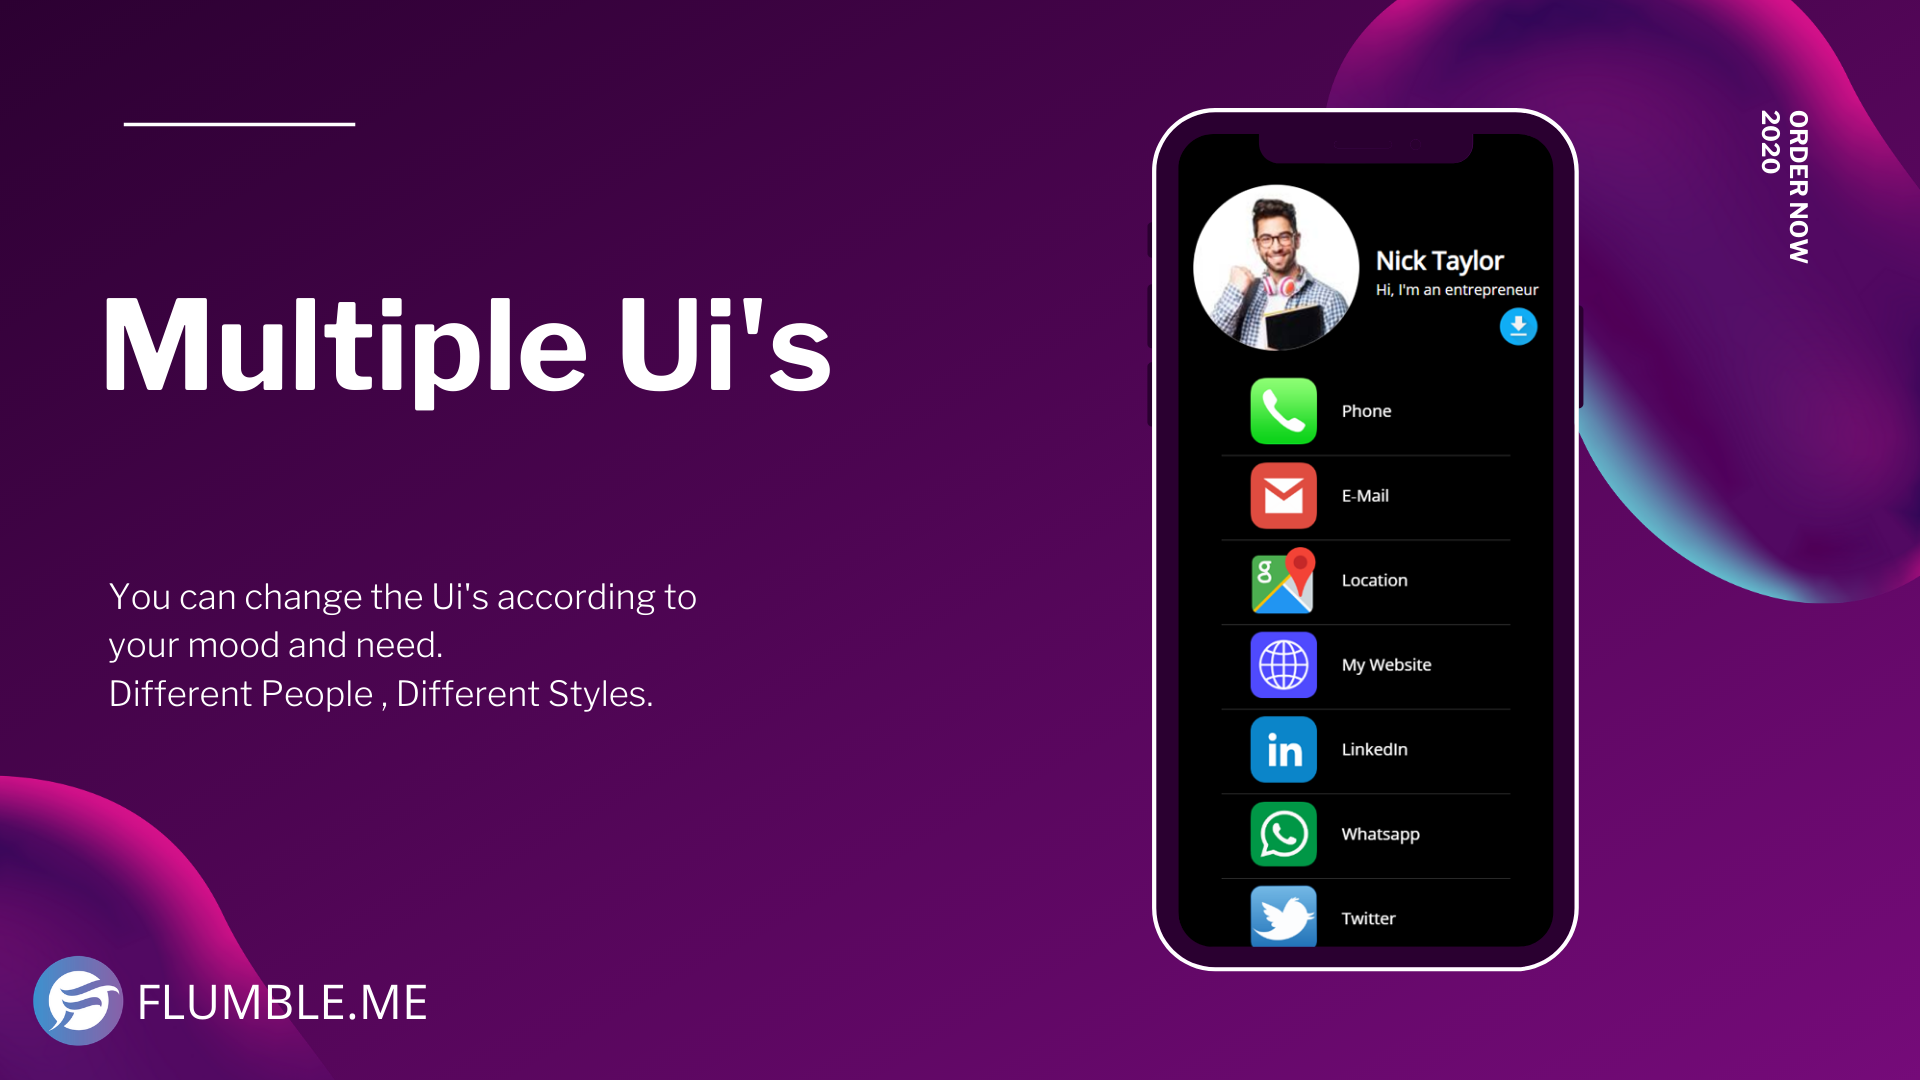 Multiple Ui's
You can change the Ui's according to
your mood and need.
Different People , Different Styles.
FLUMBLE.ME
Nick Taylor
Hi, I'm an entrepreneur
Phone
E-Mail
g
Location
My Website
in
LinkedIn
Whatsapp
Twitter
ORDER NOW
2020